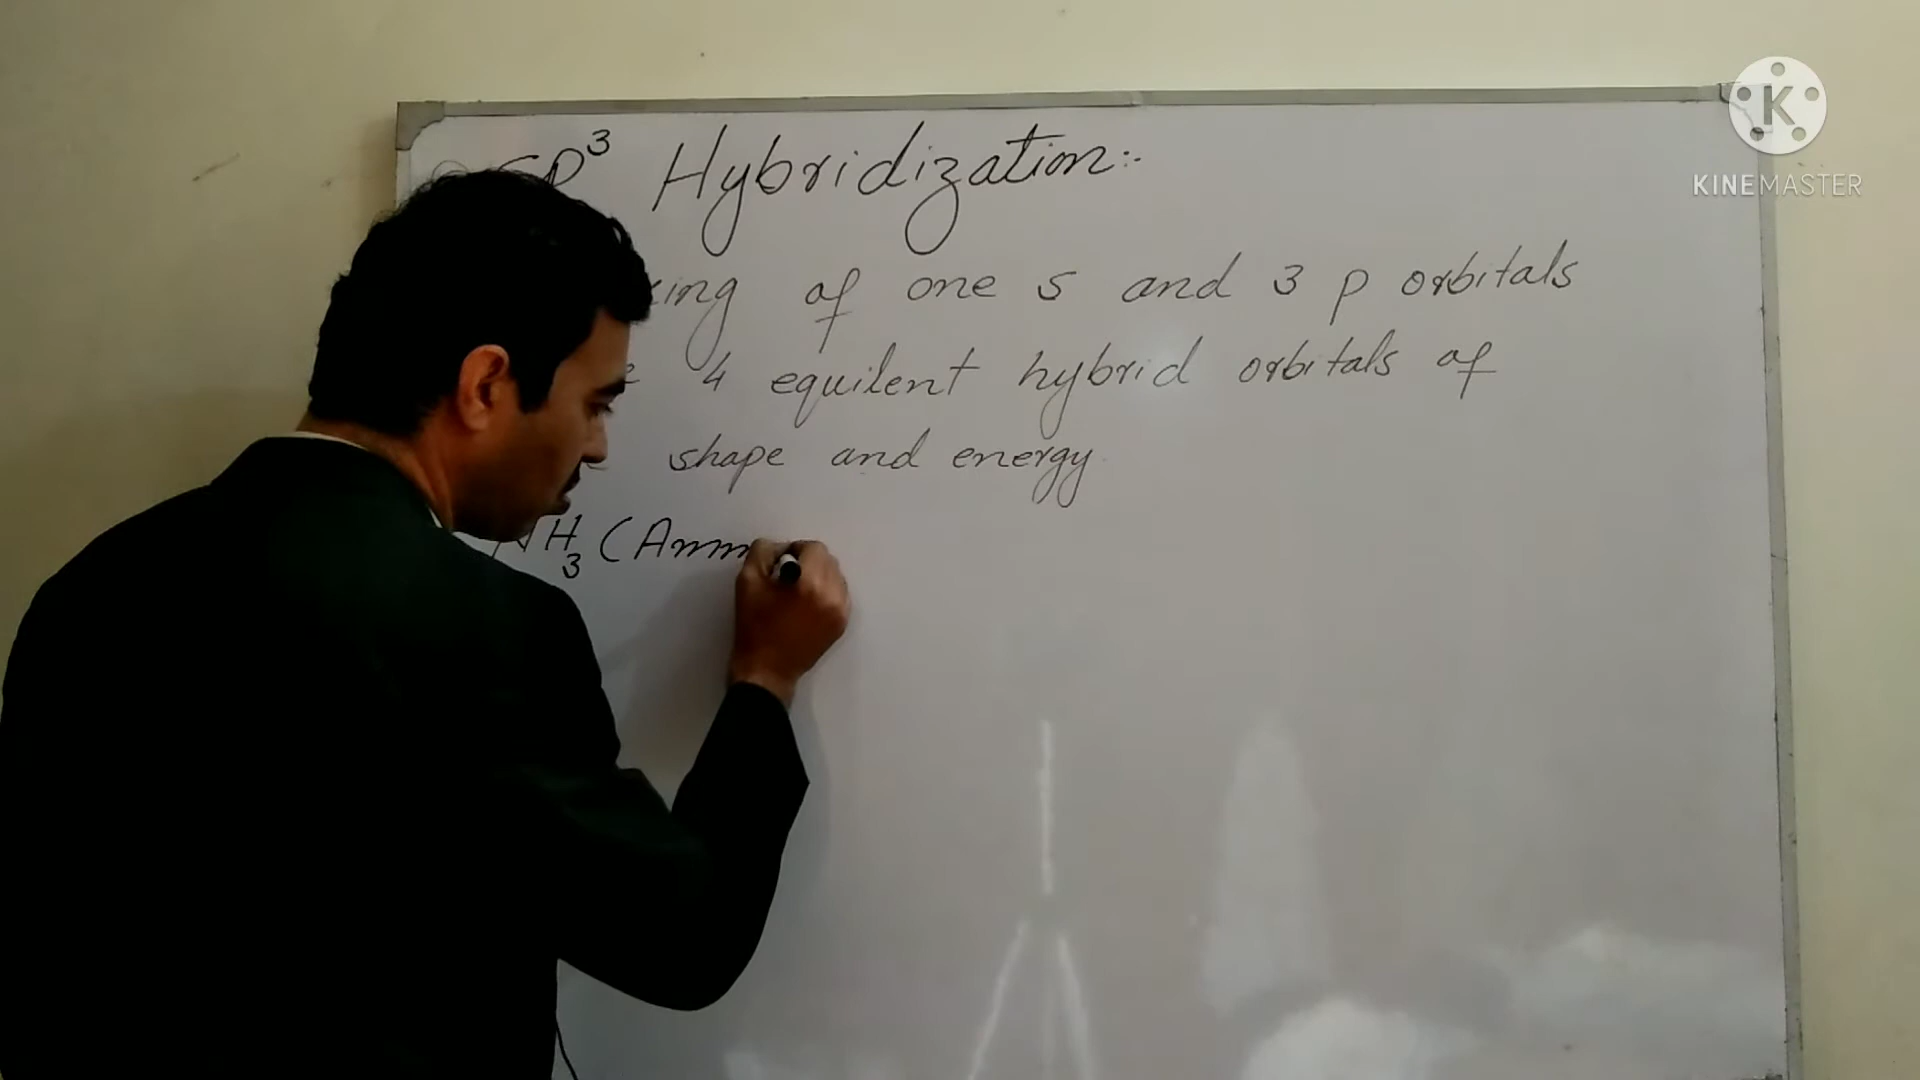 SP³ Hybridization:-
of one s and 3 p orbitals
4 equilent hybrid orbitals of
shape and energy
NH₃ (Amm
K
KINEMASTER